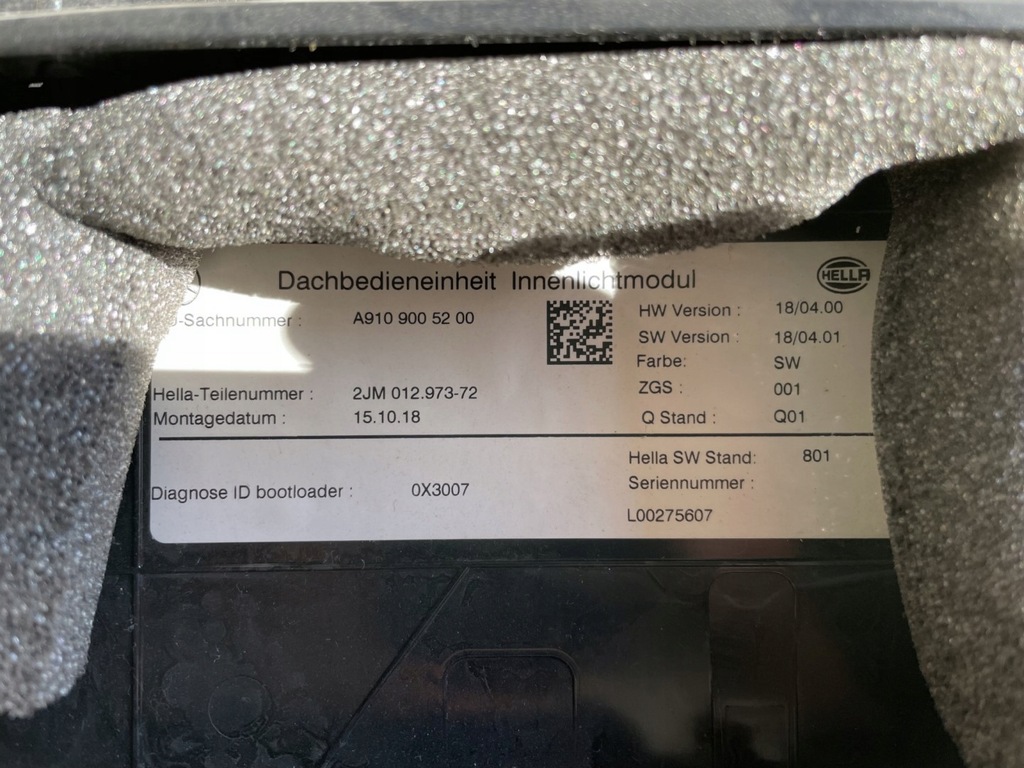 Dachbedieneinheit Innenlichtmodul
HELLA
-Sachnummer : A910 900 52 00
Hella-Teilenummer : 2JM 012.973-72
Montagedatum : 15.10.18
HW Version : 18/04.00
SW Version : 18/04.01
Farbe: SW
ZGS : 001
Q Stand : Q01
Diagnose ID bootloader : 0X3007
Hella SW Stand: 801
Seriennummer :
L00275607